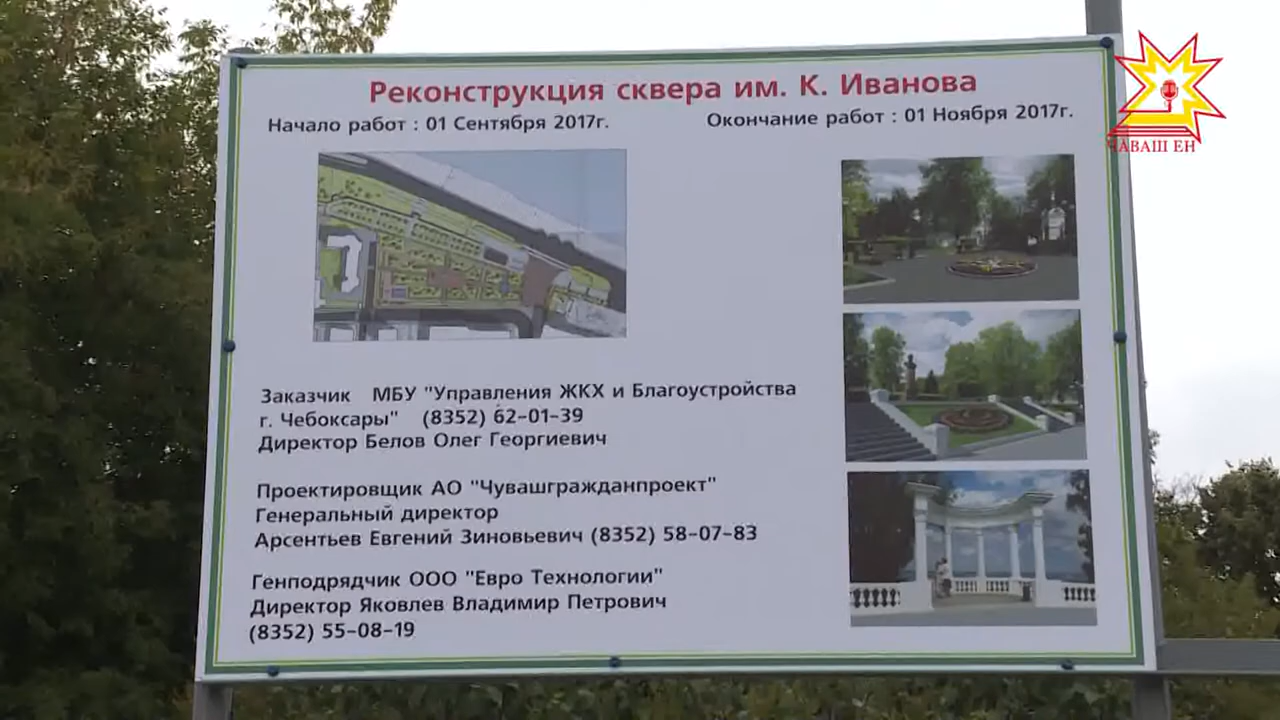 Реконструкция сквера им. К. Иванова
Начало работ : 01 Сентября 2017г. Окончание работ : 01 Ноября 2017г.
ЧАВАШ ЕН
Заказчик МБУ "Управления ЖКХ и Благоустройства
г. Чебоксары" (8352) 62-01-39
Директор Белов Олег Георгиевич
Проектировщик АО "Чувашгражданпроект"
Генеральный директор
Арсентьев Евгений Зиновьевич (8352) 58-07-83
Генподрядчик ООО "Евро Технологии"
Директор Яковлев Владимир Петрович
(8352) 55-08-19